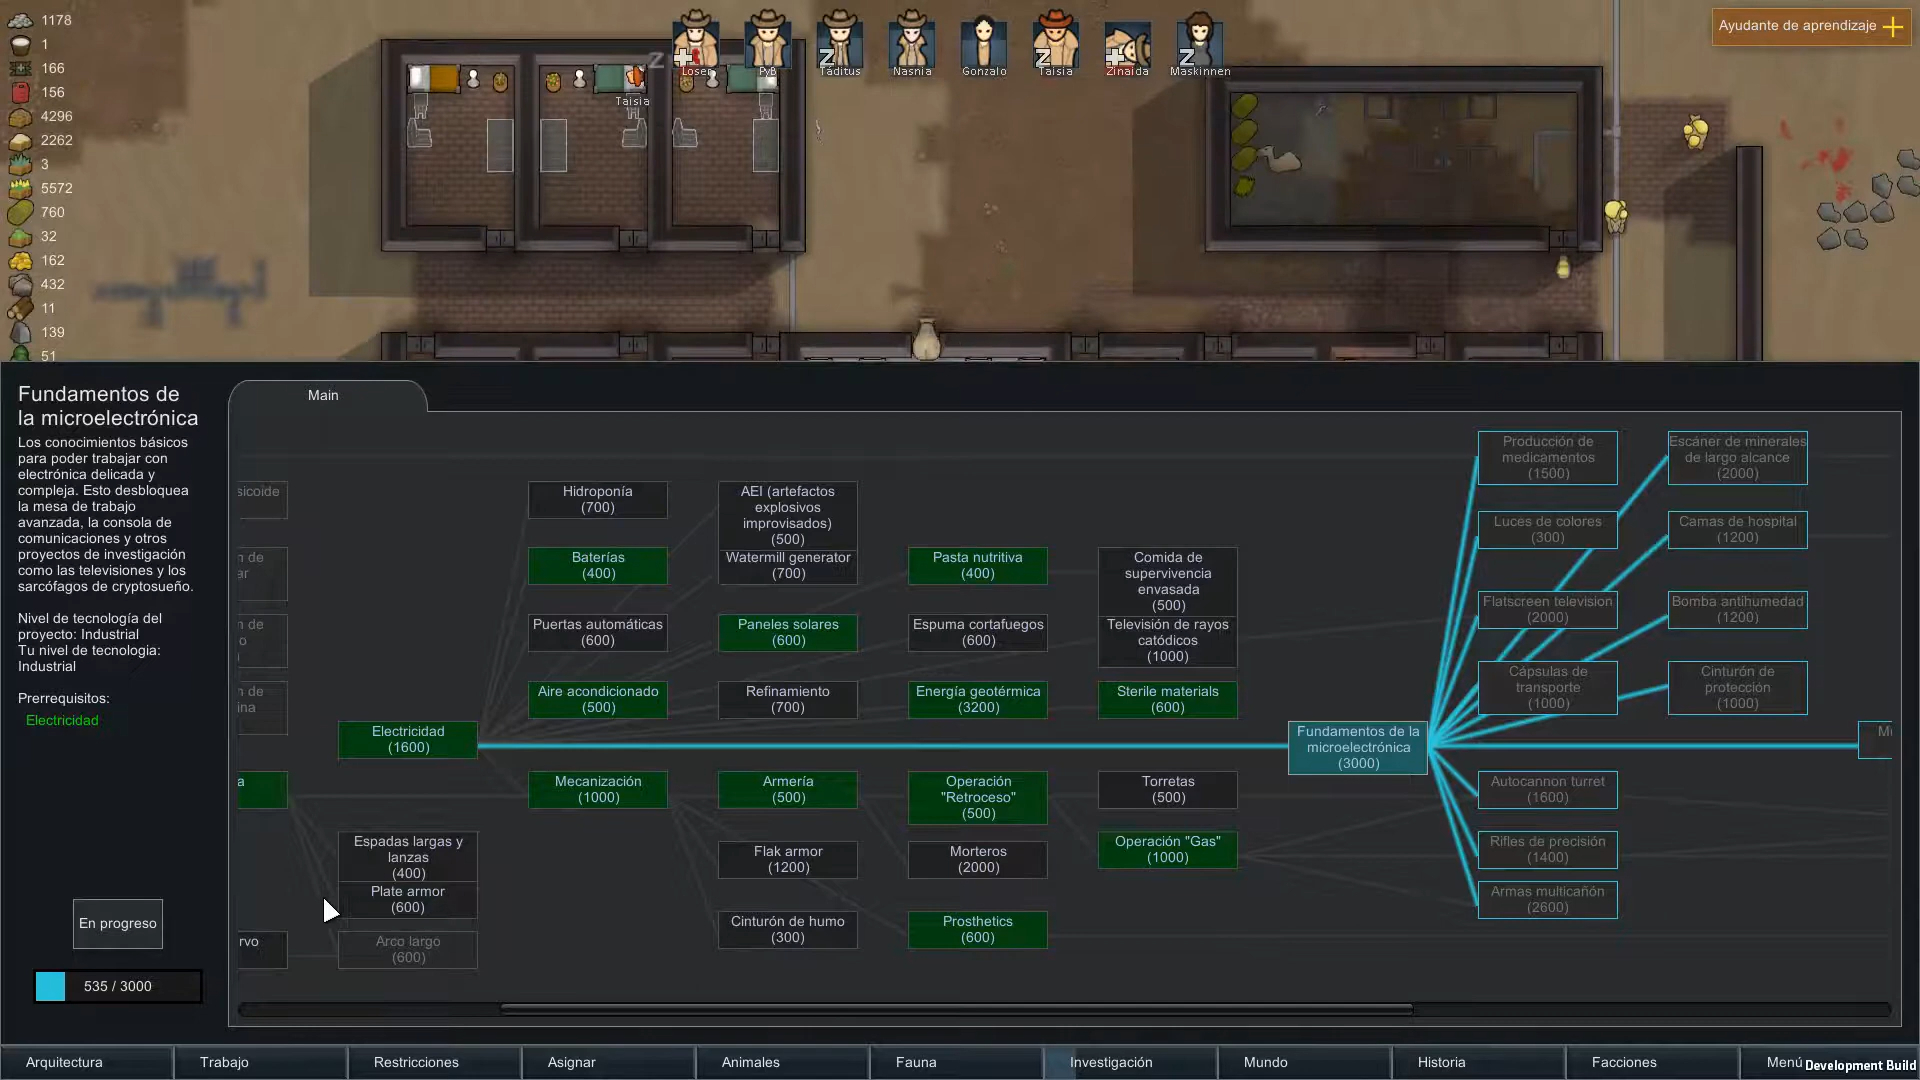 1178
1
166
156
4296
2262
3
5572
760
32
162
432
11
139
51
Loser
PyB
Táditus
Nasnia
Gonzalo
Taisia
Zinaida
Maskinnen
Taisia
Ayudante de aprendizaje
Fundamentos de
la microelectrónica
Los conocimientos básicos
para poder trabajar con
electrónica delicada y
compleja. Esto desbloquea
la mesa de trabajo
avanzada, la consola de
comunicaciones y otros
proyectos de investigación
como las televisiones y los
sarcófagos de cryptosueño.
Nivel de tecnología del
proyecto: Industrial
Tu nivel de tecnologia:
Industrial
Prerrequisitos:
Electricidad
En progreso
535 / 3000
Main
sicoide
n de
ar
n de
o
n de
ina
a
rvo
Electricidad
(1600)
Espadas largas y
lanzas
(400)
Plate armor
(600)
Arco largo
(600)
Hidroponía
(700)
Baterías
(400)
Puertas automáticas
(600)
Aire acondicionado
(500)
Mecanización
(1000)
AEI (artefactos
explosivos
improvisados)
(500)
Watermill generator
(700)
Paneles solares
(600)
Refinamiento
(700)
Armería
(500)
Flak armor
(1200)
Cinturón de humo
(300)
Pasta nutritiva
(400)
Espuma cortafuegos
(600)
Energía geotérmica
(3200)
Operación
"Retroceso"
(500)
Morteros
(2000)
Prosthetics
(600)
Comida de
supervivencia
envasada
(500)
Televisión de rayos
catódicos
(1000)
Sterile materials
(600)
Torretas
(500)
Operación "Gas"
(1000)
Fundamentos de la
microelectrónica
(3000)
Producción de
medicamentos
(1500)
Luces de colores
(300)
Flatscreen television
(2000)
Cápsulas de
transporte
(1000)
Autocannon turret
(1600)
Rifles de precisión
(1400)
Armas multicañón
(2600)
Escáner de minerales
de largo alcance
(2000)
Camas de hospital
(1200)
Bomba antihumedad
(1200)
Cinturón de
protección
(1000)
Arquitectura
Trabajo
Restricciones
Asignar
Animales
Fauna
Investigación
Mundo
Historia
Facciones
Menú
Development Build